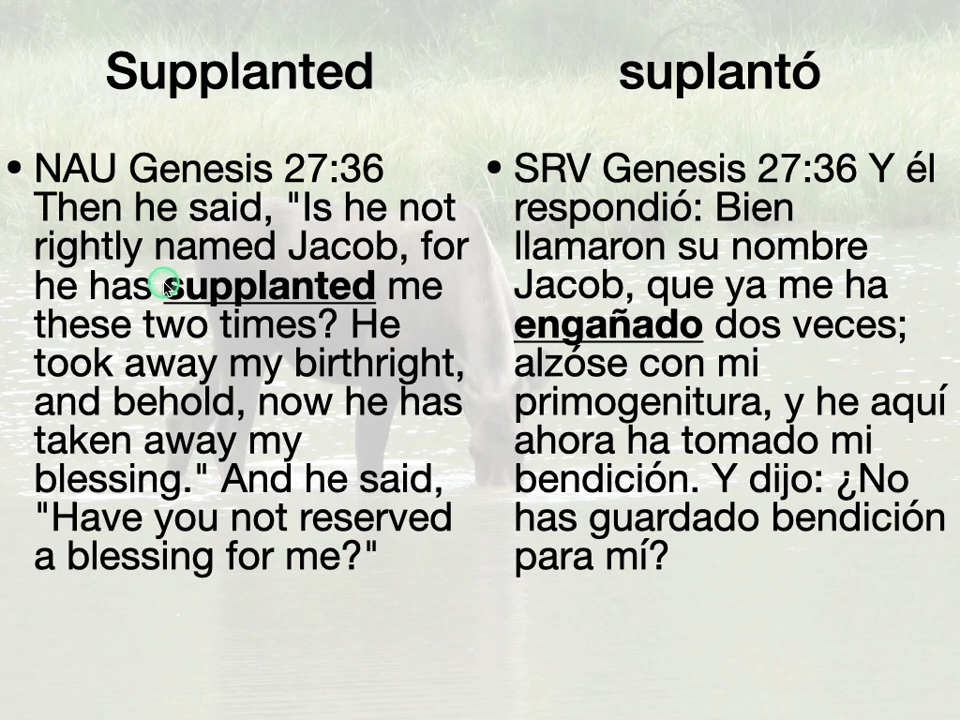 Supplanted
• NAU Genesis 27:36
Then he said, "Is he not
rightly named Jacob, for
he has supplanted me
these two times? He
took away my birthright,
and behold, now he has
taken away my
blessing." And he said,
"Have you not reserved
a blessing for me?"
suplantó
• SRV Genesis 27:36 Y él
respondió: Bien
llamaron su nombre
Jacob, que ya me ha
engañado dos veces;
alzóse con mi
primogenitura, y he aquí
ahora ha tomado mi
bendición. Y dijo: ¿No
has guardado bendición
para mí?